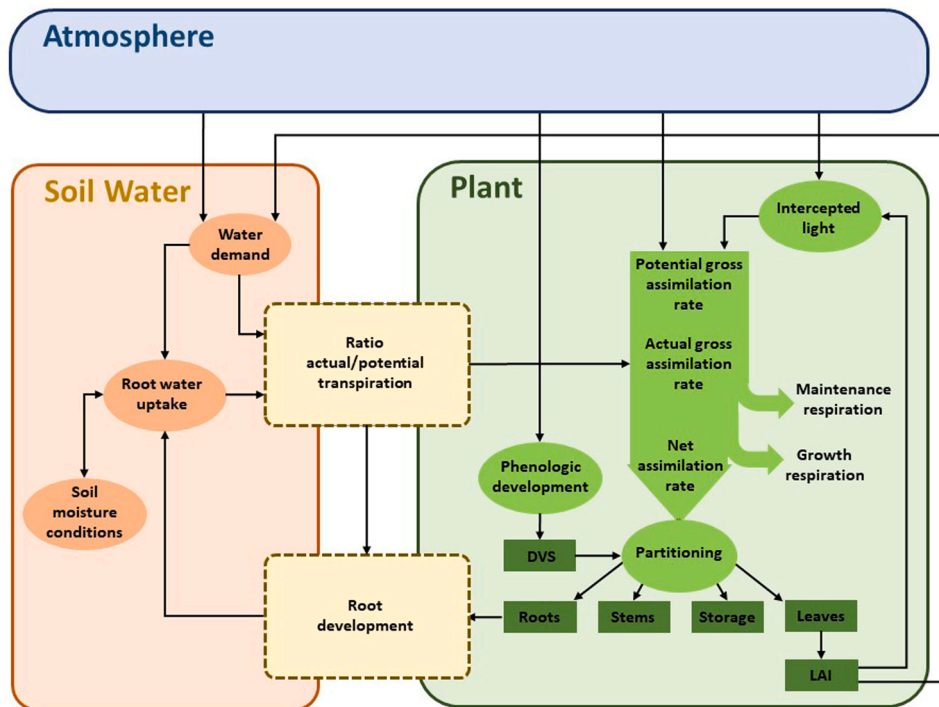 Atmosphere
Soil Water
Plant
Water
demand
Intercepted
light
Potential gross
assimilation
rate
Ratio
actual/potential
transpiration
Actual gross
assimilation
rate
Root water
uptake
Maintenance
respiration
Net
assimilation
rate
Growth
respiration
Phenologic
development
Soil
moisture
conditions
DVS
Partitioning
Root
development
Roots
Stems
Storage
Leaves
LAI